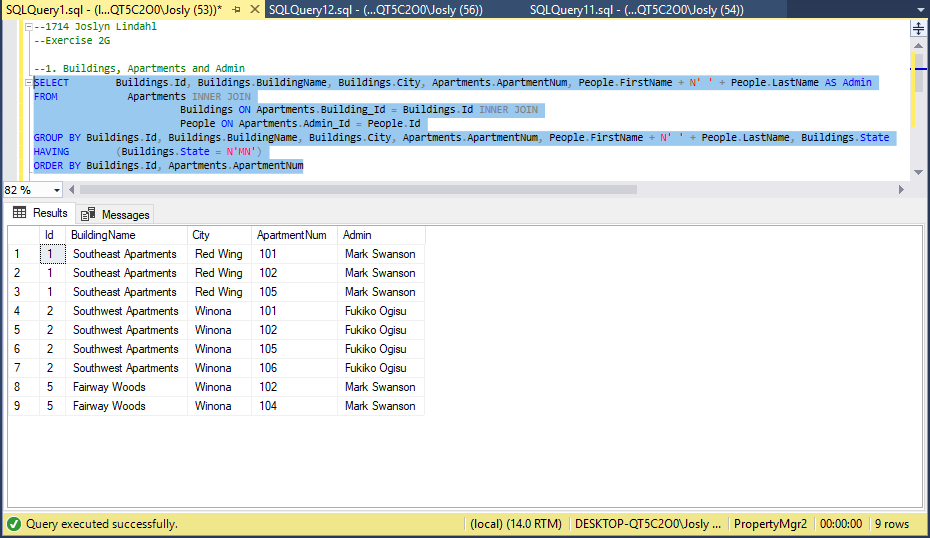 SQLQuery1.sql - (l...QT5C2O0\Josly (53))* SQLQuery12.sql - (...QT5C2O0\Josly (56)) SQLQuery11.sql - (...QT5C2O0\Josly (54))
--1714 Joslyn Lindahl
--Exercise 2G
--1. Buildings, Apartments and Admin
SELECT Buildings.Id, Buildings.BuildingName, Buildings.City, Apartments.ApartmentNum, People.FirstName + N' ' + People.LastName AS Admin
FROM Apartments INNER JOIN
Buildings ON Apartments.Building_Id = Buildings.Id INNER JOIN
People ON Apartments.Admin_Id = People.Id
GROUP BY Buildings.Id, Buildings.BuildingName, Buildings.City, Apartments.ApartmentNum, People.FirstName + N' ' + People.LastName, Buildings.State
HAVING (Buildings.State = N'MN')
ORDER BY Buildings.Id, Apartments.ApartmentNum
82 %
Results Messages
Id BuildingName City ApartmentNum Admin
1 1 Southeast Apartments Red Wing 101 Mark Swanson
2 1 Southeast Apartments Red Wing 102 Mark Swanson
3 1 Southeast Apartments Red Wing 105 Mark Swanson
4 2 Southwest Apartments Winona 101 Fukiko Ogisu
5 2 Southwest Apartments Winona 102 Fukiko Ogisu
6 2 Southwest Apartments Winona 105 Fukiko Ogisu
7 2 Southwest Apartments Winona 106 Fukiko Ogisu
8 5 Fairway Woods Winona 102 Mark Swanson
9 5 Fairway Woods Winona 104 Mark Swanson
Query executed successfully. (local) (14.0 RTM) DESKTOP-QT5C2O0\Josly ... PropertyMgr2 00:00:00 9 rows